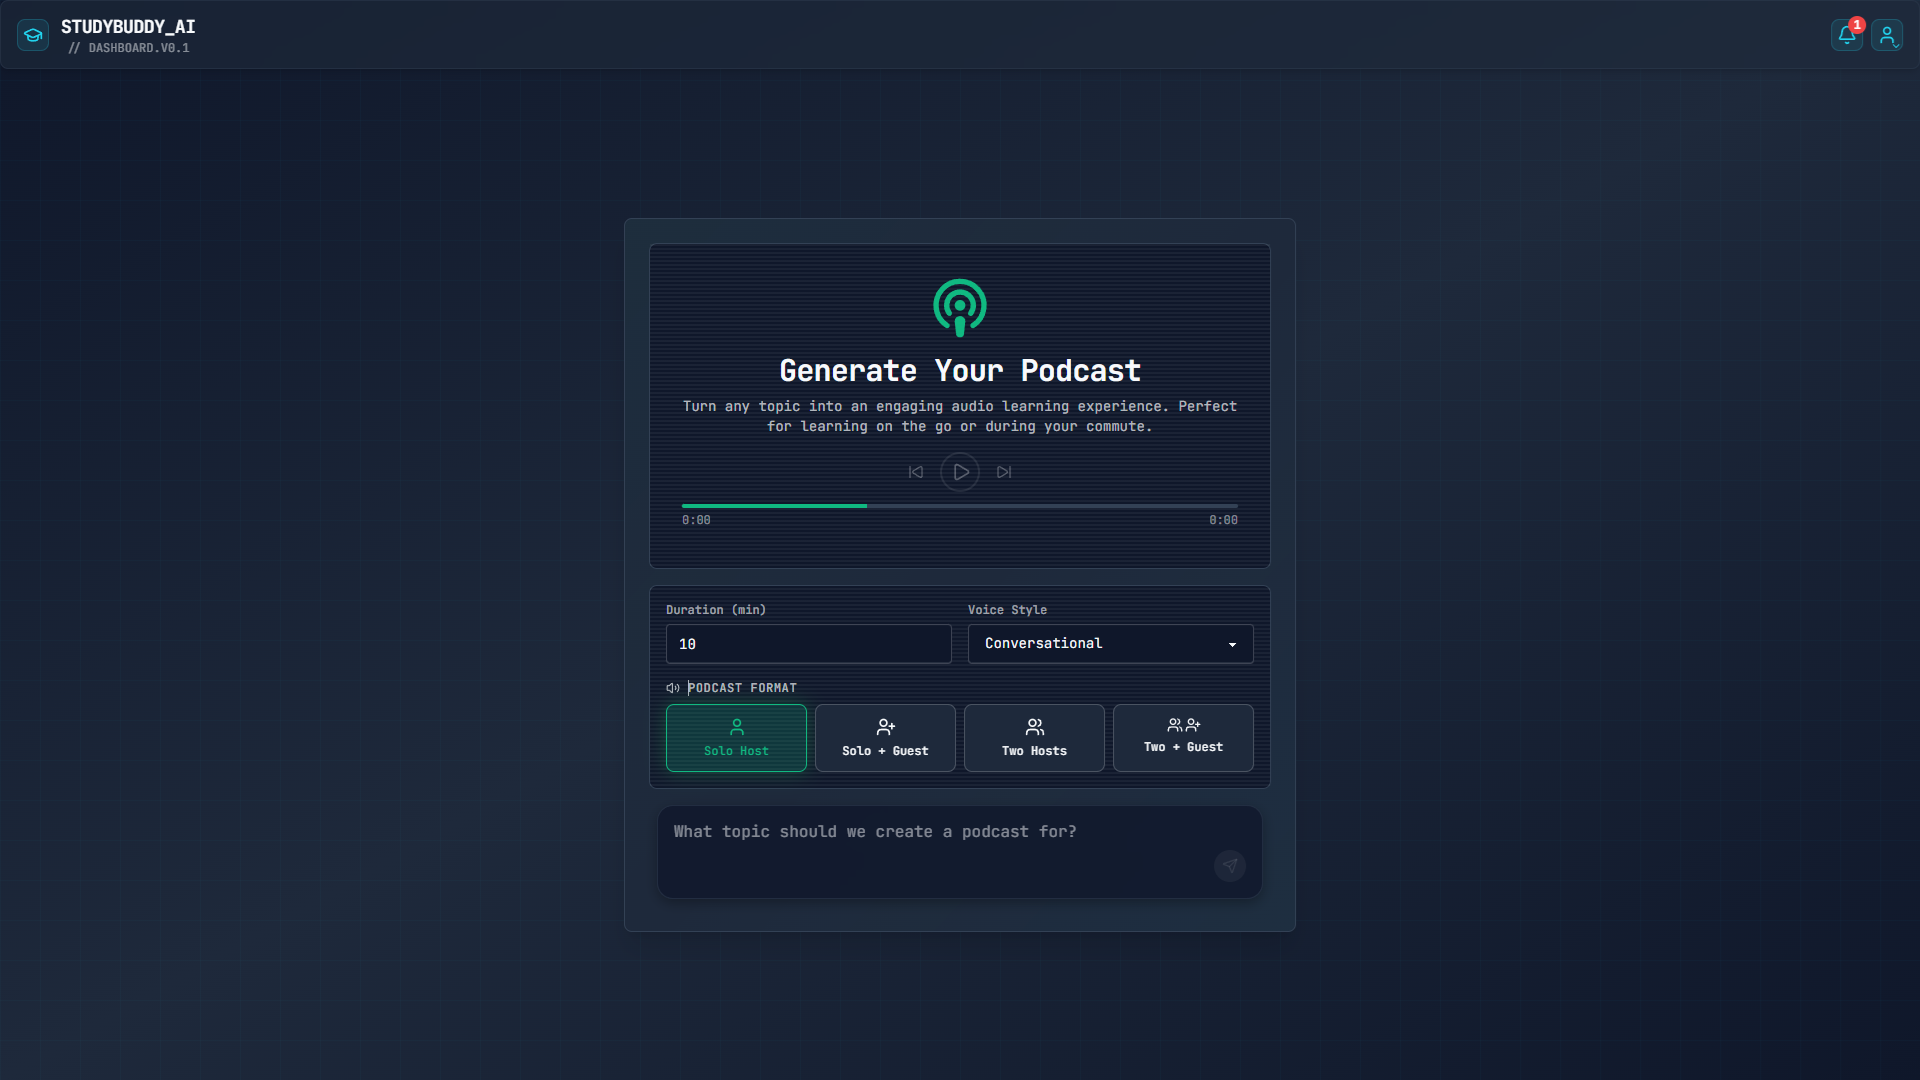 STUDYBUDDY_AI
// DASHBOARD.V0.1
1
Generate Your Podcast
Turn any topic into an engaging audio learning experience. Perfect
for learning on the go or during your commute.
0:00 0:00
Duration (min) Voice Style
10 Conversational
PODCAST FORMAT
Solo Host Solo + Guest Two Hosts Two + Guest
What topic should we create a podcast for?